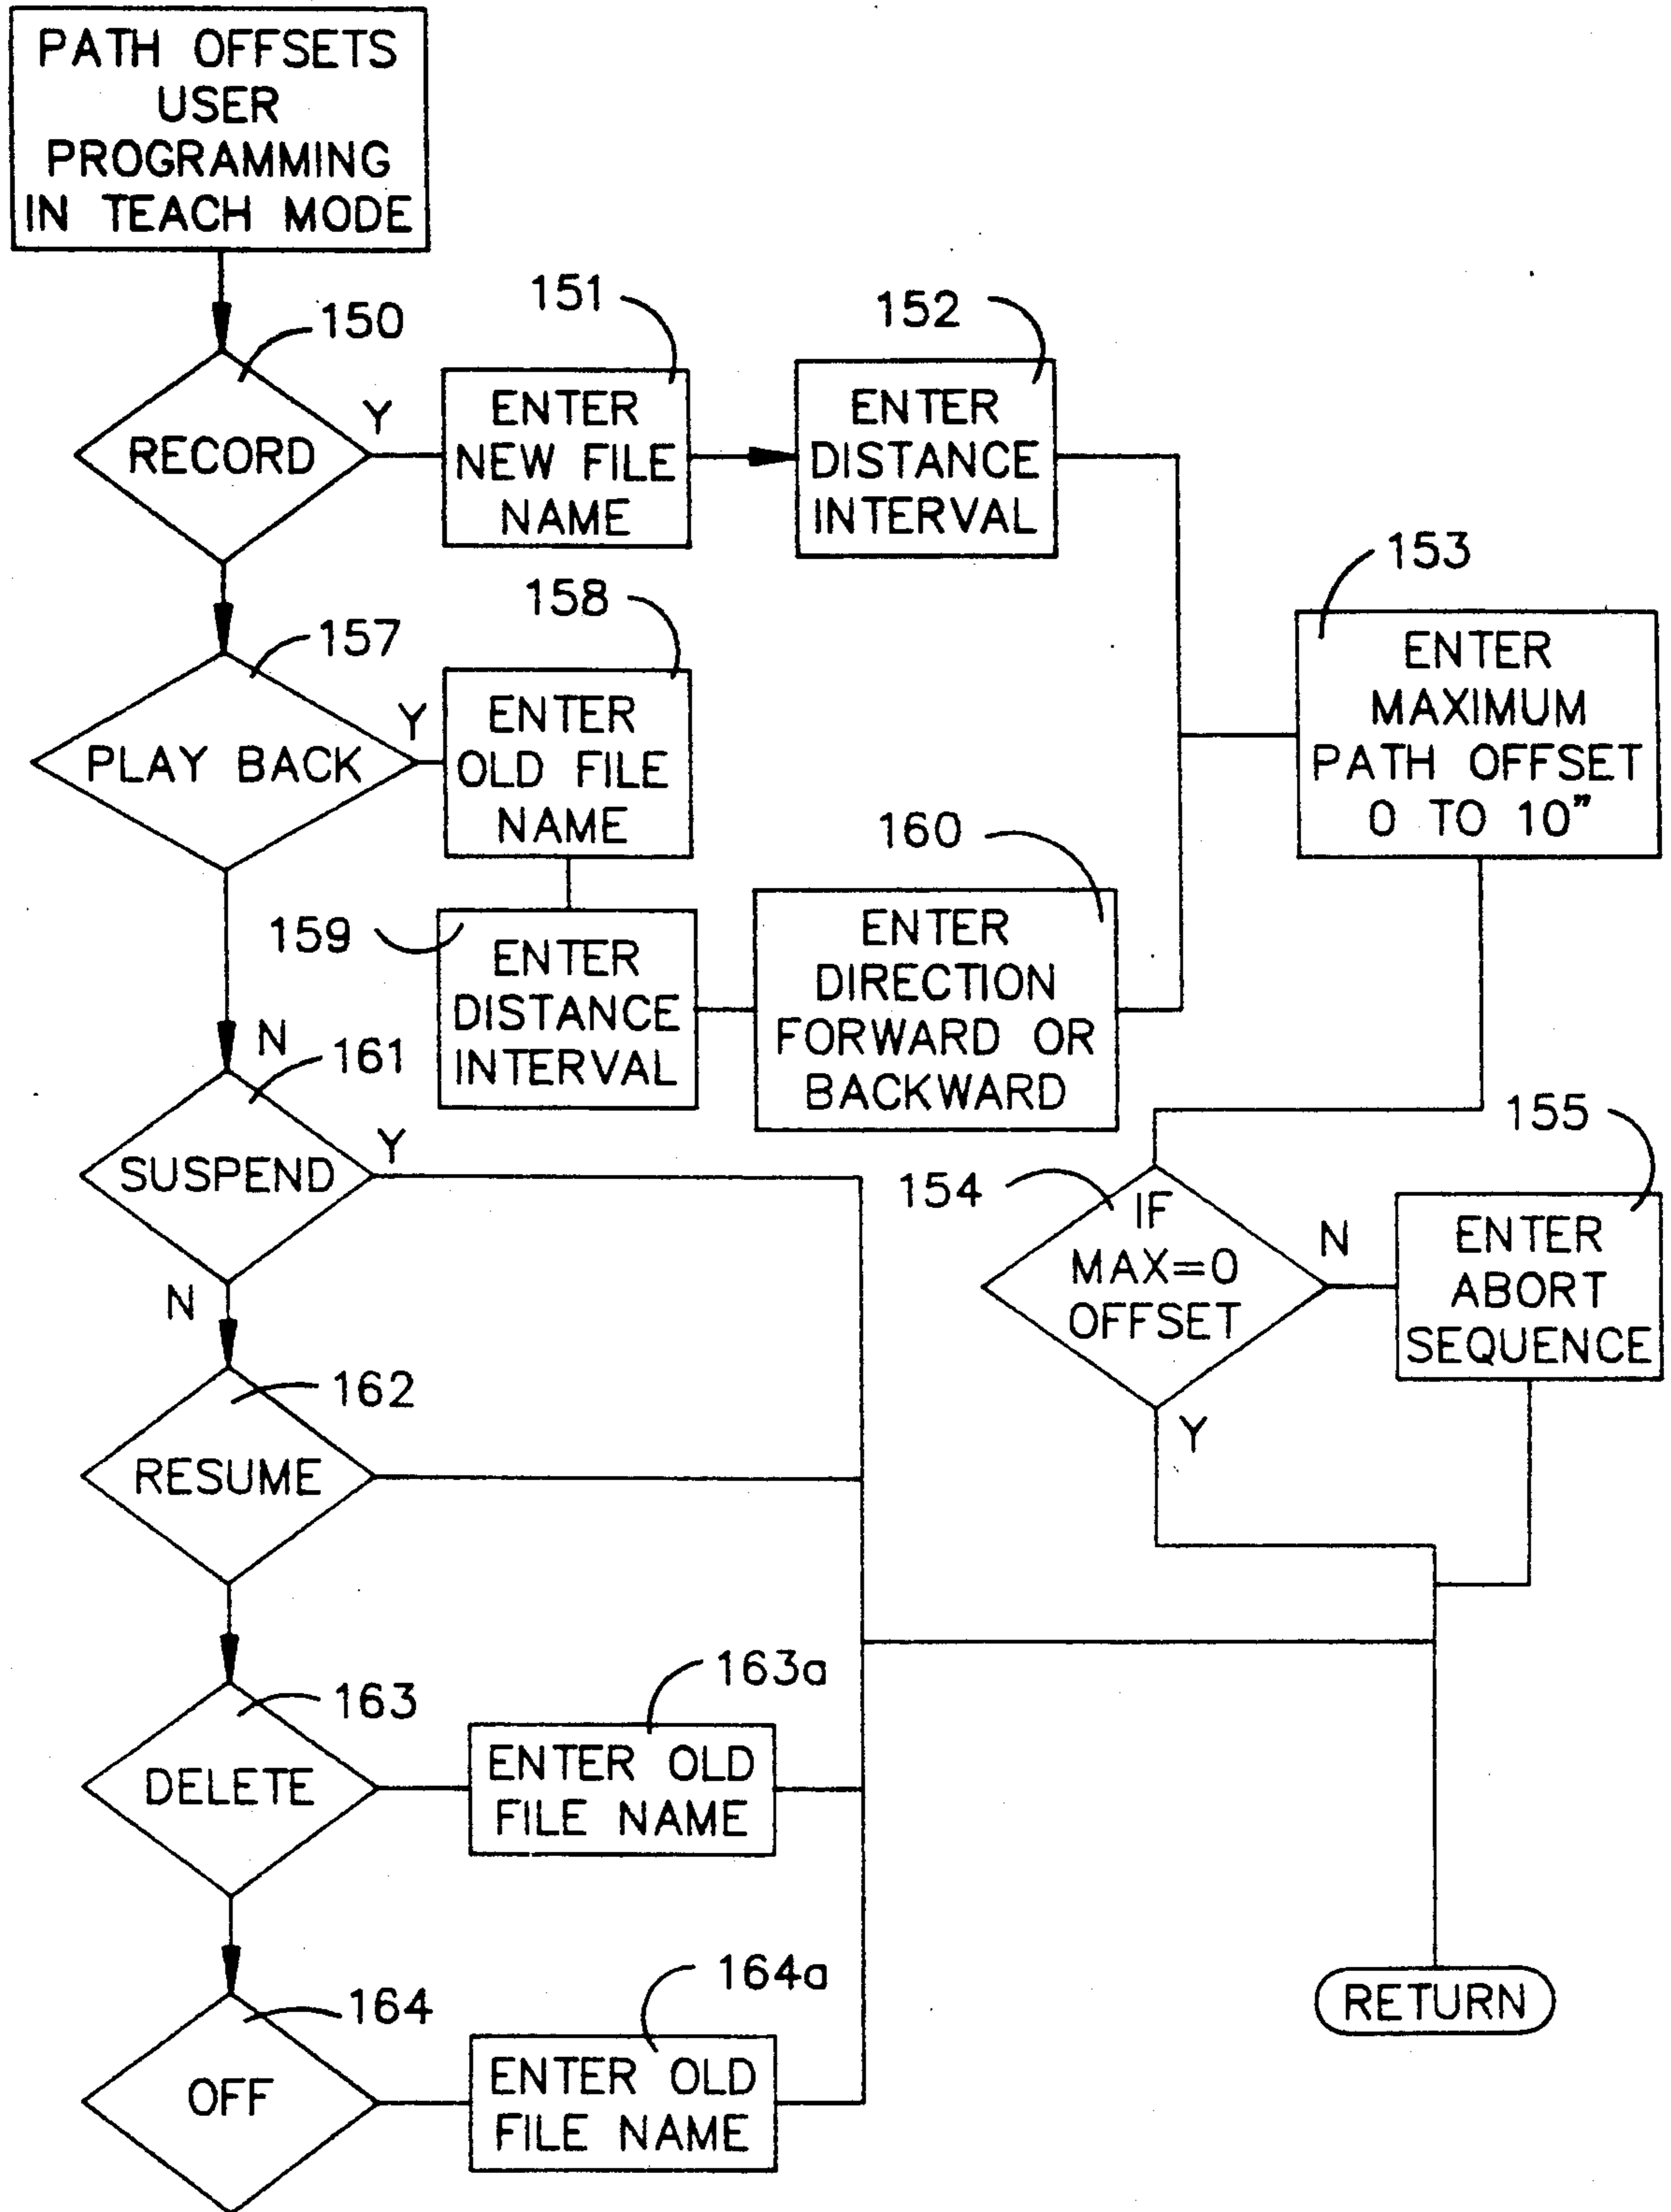 PATH OFFSETS
USER
PROGRAMMING
IN TEACH MODE
150
RECORD
Y
151
ENTER
NEW FILE
NAME
152
ENTER
DISTANCE
INTERVAL
153
ENTER
MAXIMUM
PATH OFFSET
0 TO 10"
157
PLAY BACK
Y
158
ENTER
OLD FILE
NAME
159
ENTER
DISTANCE
INTERVAL
160
ENTER
DIRECTION
FORWARD OR
BACKWARD
N
161
SUSPEND
Y
N
154
IF
MAX=0
OFFSET
N
Y
155
ENTER
ABORT
SEQUENCE
162
RESUME
163
DELETE
163a
ENTER OLD
FILE NAME
164
OFF
164a
ENTER OLD
FILE NAME
RETURN